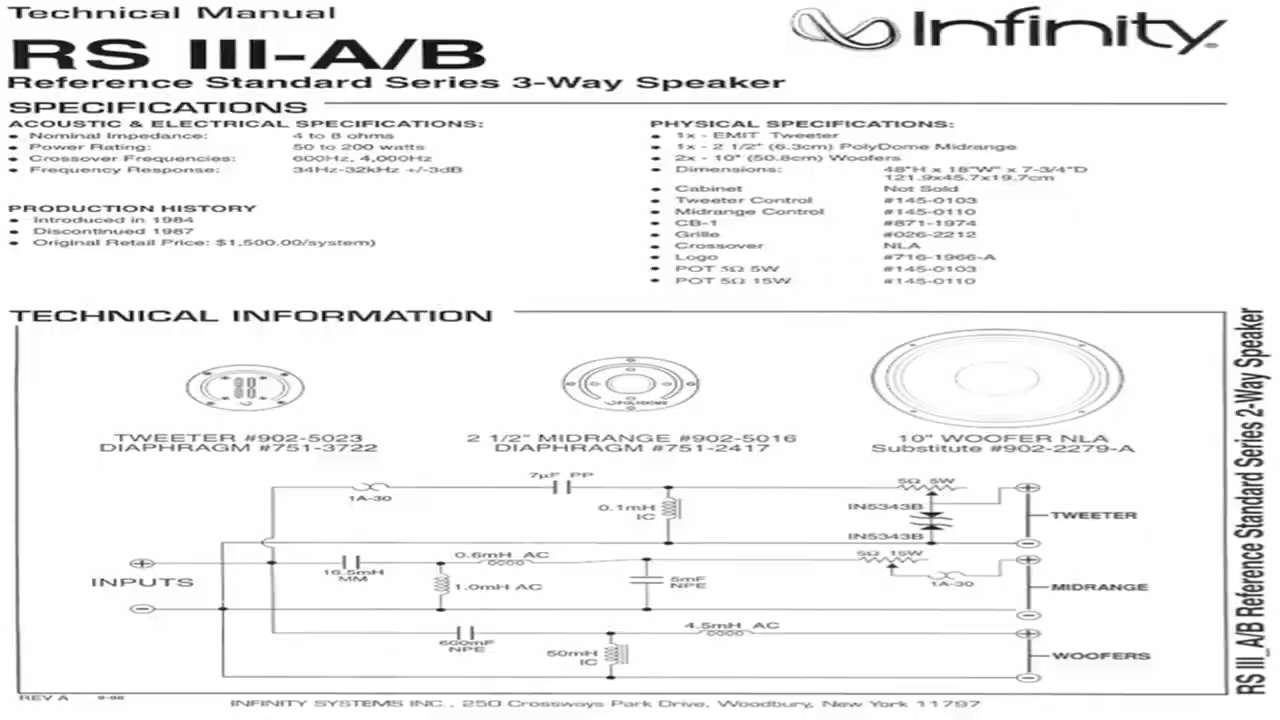 Technical Manual
Infinity.
RS III-A/B
Reference Standard Series 3-Way Speaker
SPECIFICATIONS
ACOUSTIC & ELECTRICAL SPECIFICATIONS:
• Nominal Impedance: 4 to 8 ohms
• Power Rating: 50 to 200 watts
• Crossover Frequencies: 600Hz, 4,000Hz
• Frequency Response: 34Hz-32kHz +/-3dB
PRODUCTION HISTORY
• Introduced in 1984
• Discontinued 1987
• Original Retail Price: $1,500.00/system)
PHYSICAL SPECIFICATIONS:
• 1x - EMIT Tweeter
• 1x - 2 1/2" (6.3cm) PolyDome Midrange
• 2x - 10" (50.8cm) Woofers
• Dimensions: 48"H x 18"W" x 7-3/4"D
121.9x45.7x19.7cm
• Cabinet Not Sold
• Tweeter Control #145-0103
• Midrange Control #145-0110
• CB-1 #871-1974
• Grille #026-2212
• Crossover NLA
• Logo #716-1966-A
• POT 5Ω 5W #145-0103
• POT 5Ω 15W #145-0110
TECHNICAL INFORMATION
TWEETER #902-5023
DIAPHRAGM #751-3722
2 1/2" MIDRANGE #902-5016
DIAPHRAGM #751-2417
10" WOOFER NLA
Substitute #902-2279-A
7µF PP
1A-30
0.1mH
IC
5Ω 5W
IN5343B
IN5343B
TWEETER
INPUTS
16.5mH
MM
0.6mH AC
1.0mH AC
5mF
NPE
5Ω 15W
1A-30
MIDRANGE
600mF
NPE
50mH
IC
4.5mH AC
WOOFERS
REV A 9-98
INFINITY SYSTEMS INC., 250 Crossways Park Drive, Woodbury, New York 11797
RS III_A/B Reference Standard Series 2-Way Speaker